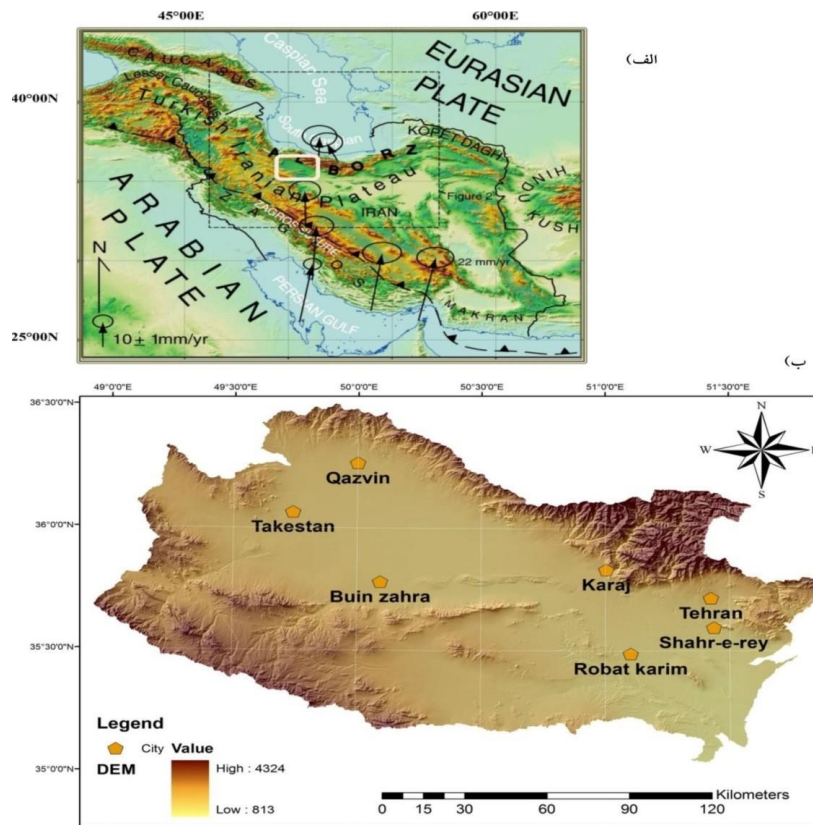 45°00'E 60°00'E
الف)
40°00N
25°00N
CAUCASUS
Lesser Caucasus
Caspian Sea
EURASIAN PLATE
KOPET DAGH
ALBORZ
Turkish Iranian Plateau
IRAN
Figure 2
KUSH
ARABIAN PLATE
ZAGROS
22 mm/yr
PERSIAN GULF
MAKRAN
N
10± 1mm/yr
ب)
49°0'0"E 49°30'0"E 50°0'0"E 50°30'0"E 51°0'0"E 51°30'0"E
36°30'0"N
36°0'0"N
35°30'0"N
35°0'0"N
N
W
S
Qazvin
Takestan
Buin zahra
Karaj
Tehran
Shahr-e-rey
Robat karim
Legend
City Value
DEM
High : 4324
Low : 813
Kilometers
0 15 30 60 90 120